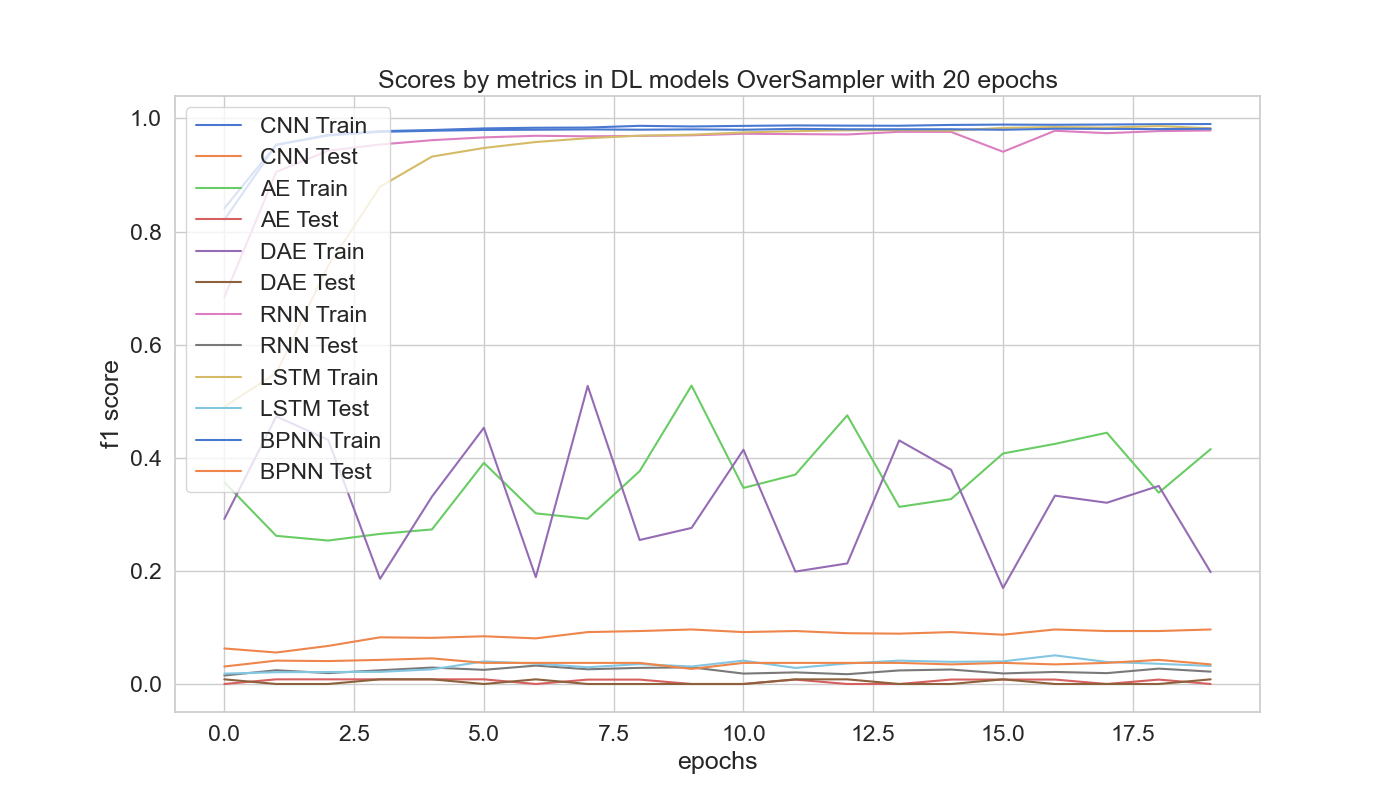 Scores by metrics in DL models OverSampler with 20 epochs
1.0
0.8
0.6
0.4
0.2
0.0
f1 score
CNN Train
CNN Test
AE Train
AE Test
DAE Train
DAE Test
RNN Train
RNN Test
LSTM Train
LSTM Test
BPNN Train
BPNN Test
0.0 2.5 5.0 7.5 10.0 12.5 15.0 17.5
epochs